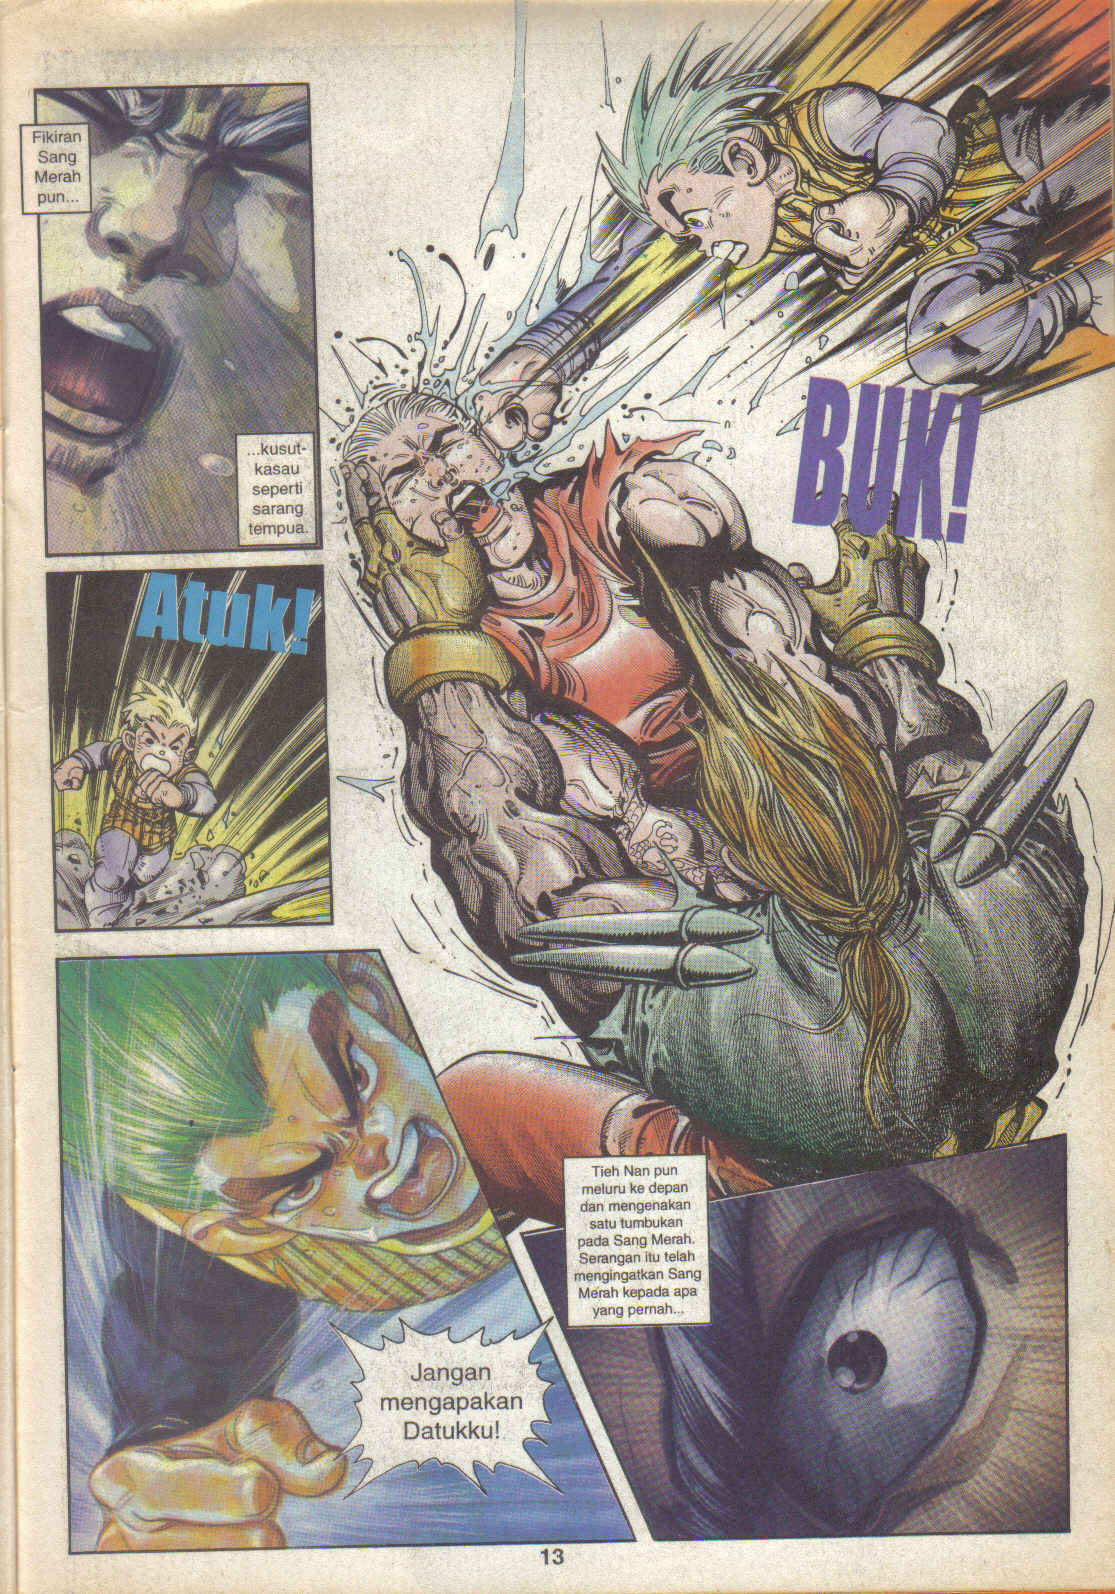 Fikiran
Sang
Merah
pun...
...kusut-
kasau
seperti
sarang
tempua.
Atuk!
BUK!
Jangan
mengapakan
Datukku!
Tieh Nan pun
meluru ke depan
dan mengenakan
satu tumbukan
pada Sang Merah.
Serangan itu telah
mengingatkan Sang
Merah kepada apa
yang pernah...
13